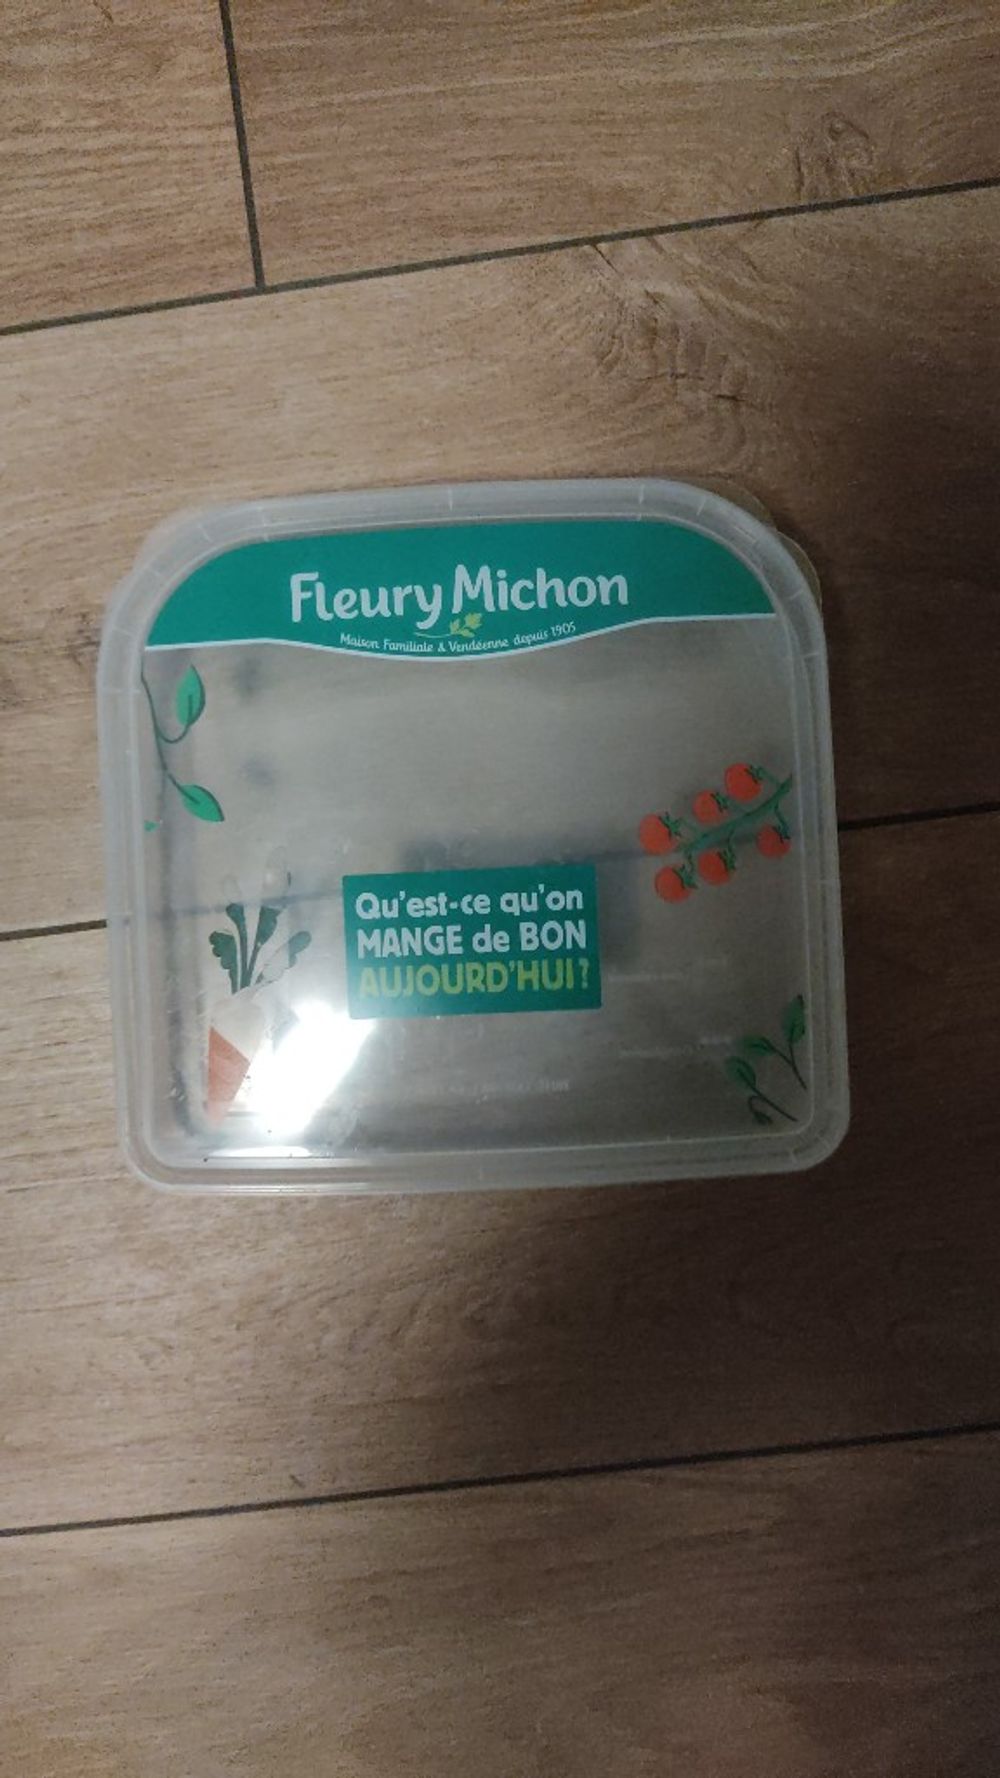 Fleury Michon
Maison Familiale & Vendéenne depuis 1905
Qu'est-ce qu'on
MANGE de BON
AUJOURD'HUI?